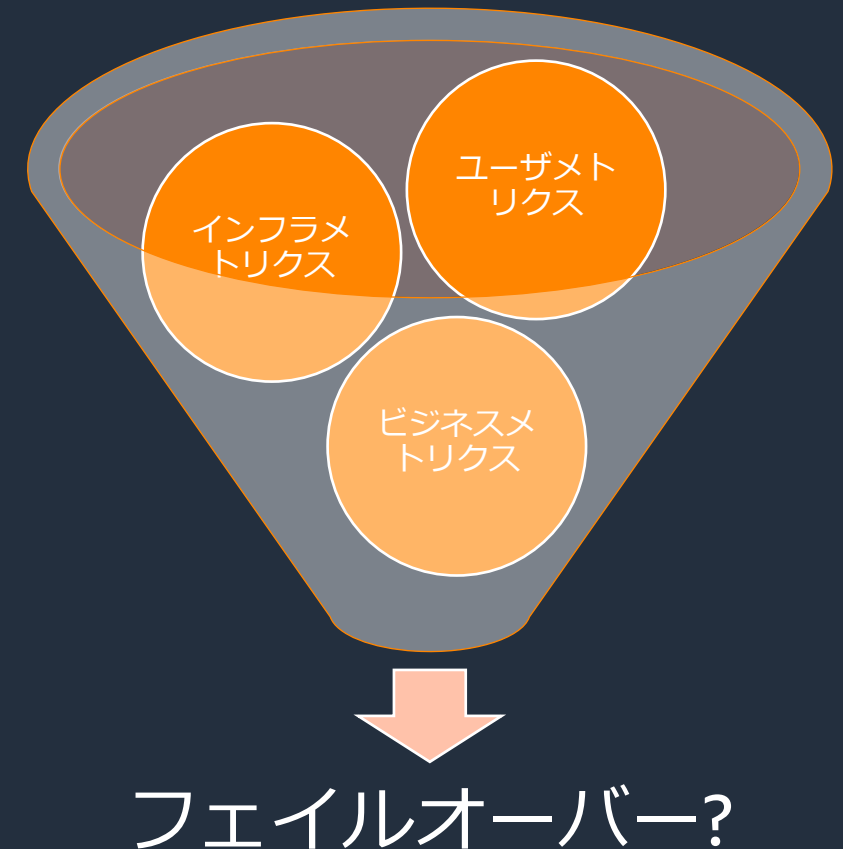 ユーザメト
リクス
インフラメ
トリクス
ビジネスメ
トリクス
フェイルオーバー?